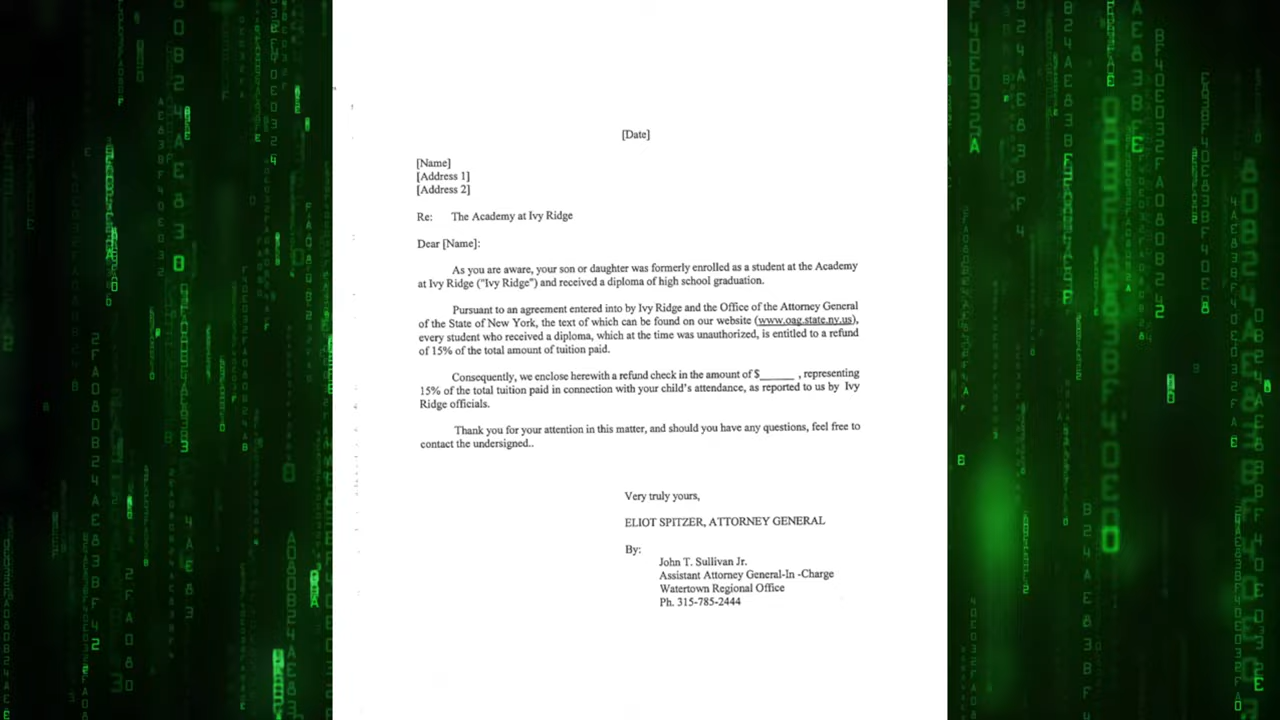 [Date]
[Name]
[Address 1]
[Address 2]
Re: The Academy at Ivy Ridge
Dear [Name]:
As you are aware, your son or daughter was formerly enrolled as a student at the Academy
at Ivy Ridge ("Ivy Ridge") and received a diploma of high school graduation.
Pursuant to an agreement entered into by Ivy Ridge and the Office of the Attorney General
of the State of New York, the text of which can be found on our website (www.oag.state.ny.us),
every student who received a diploma, which at the time was unauthorized, is entitled to a refund
of 15% of the total amount of tuition paid.
Consequently, we enclose herewith a refund check in the amount of $______ , representing
15% of the total tuition paid in connection with your child's attendance, as reported to us by Ivy
Ridge officials.
Thank you for your attention in this matter, and should you have any questions, feel free to
contact the undersigned..
Very truly yours,
ELIOT SPITZER, ATTORNEY GENERAL
By:
John T. Sullivan Jr.
Assistant Attorney General-In -Charge
Watertown Regional Office
Ph. 315-785-2444